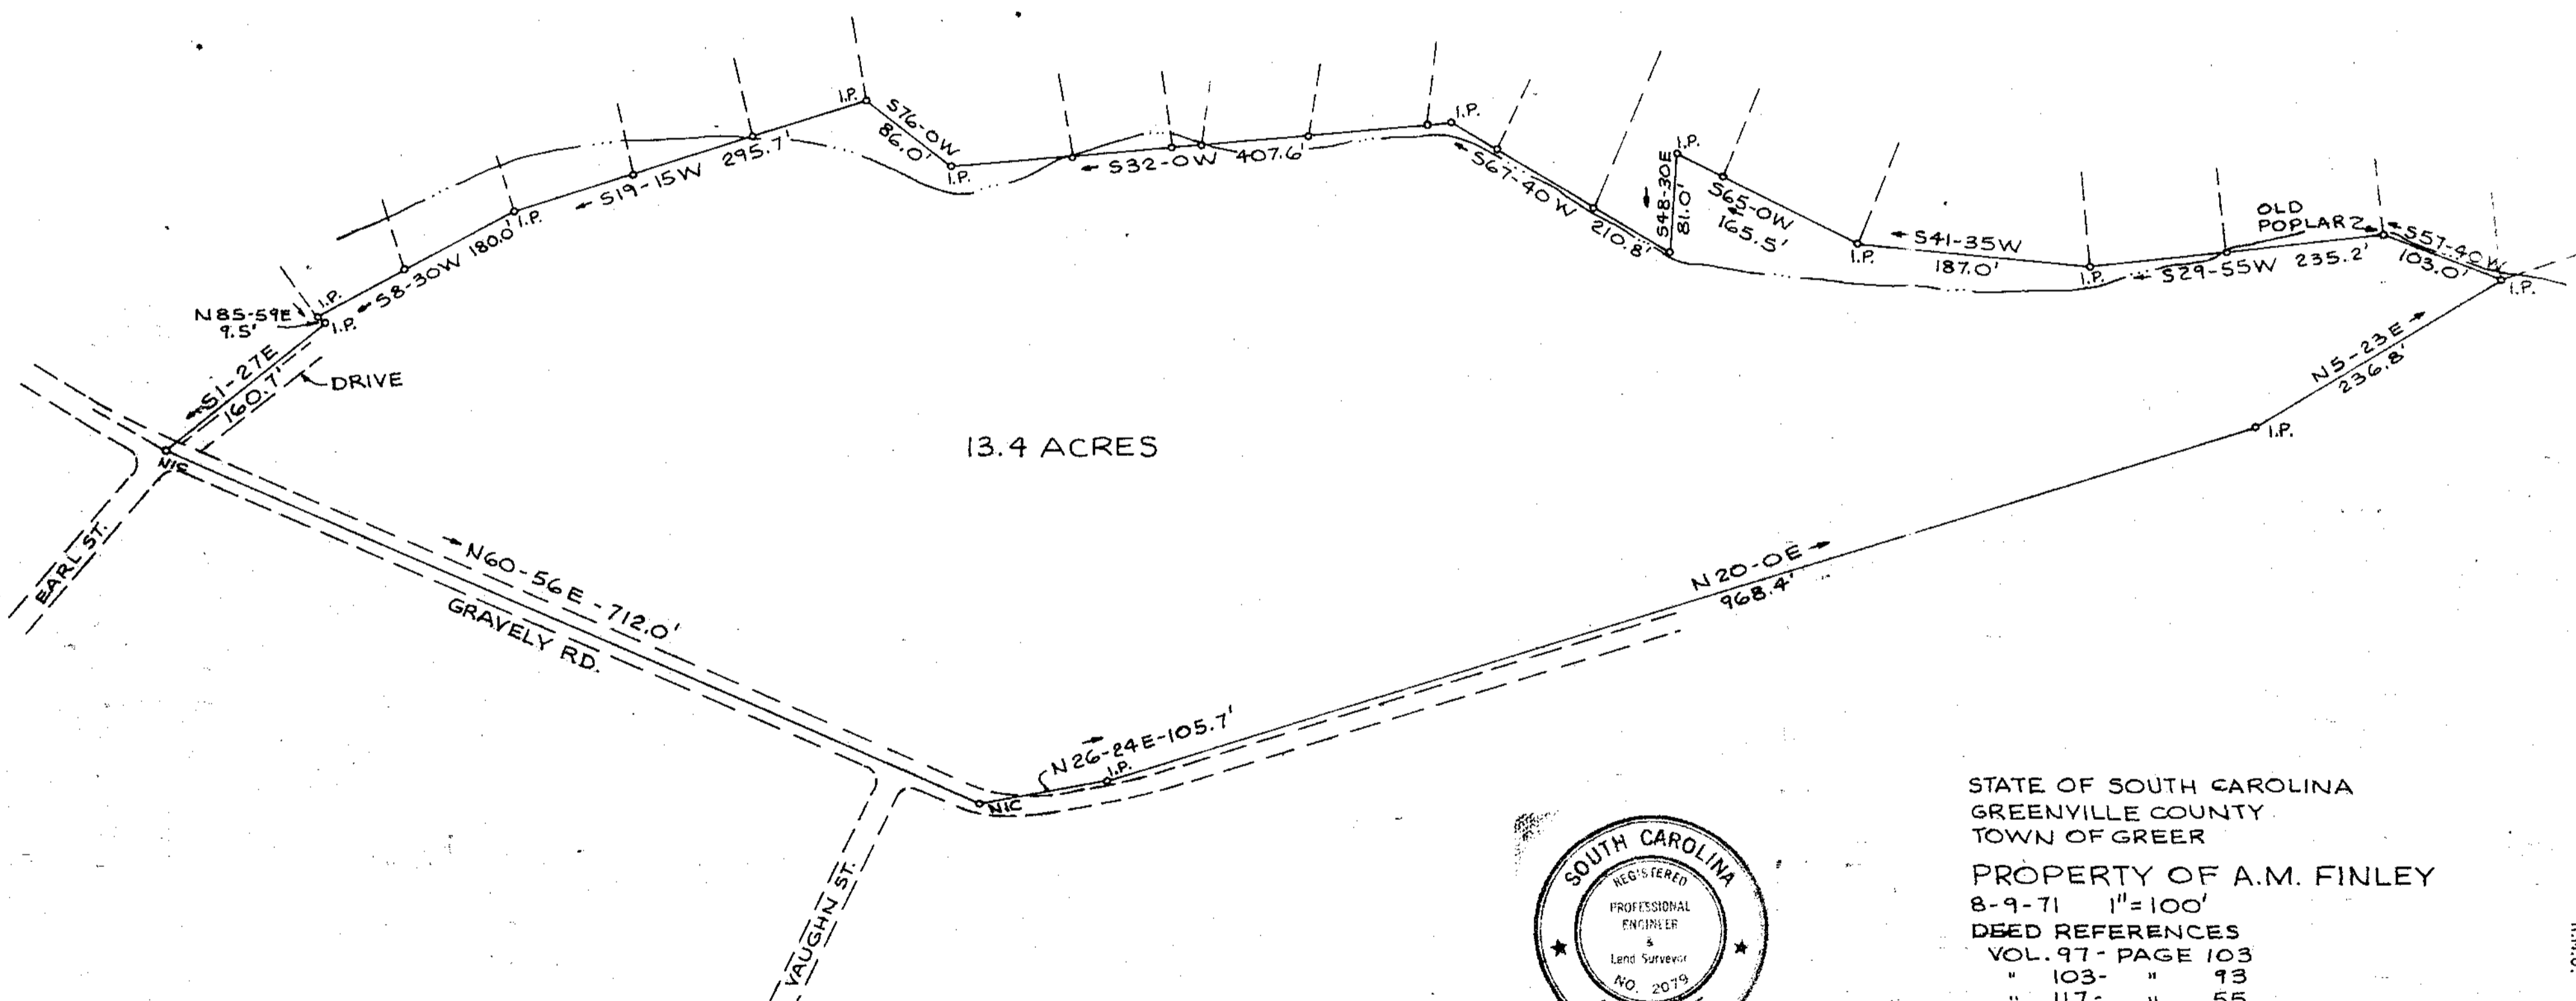 I.P.
S76-0W
86.0'
I.P.
S32-0W 407.6'
I.P.
S67-40W
210.8'
I.P.
S48-30E
81.0'
S65-0W
165.5'
I.P.
S41-35W
187.0'
I.P.
OLD
POPLAR
S29-55W 235.2'
S57-40W
103.0'
I.P.
295.7'
S19-15W
I.P.
180.0'
S8-30W
I.P.
N85-59E
9.5'
I.P.
S1-27E
160.7'
DRIVE
N5-23E
236.8'
I.P.
13.4 ACRES
NIC
EARL ST.
N60-56E - 712.0'
GRAVELY RD.
N20-0E
968.4'
N26-24E-105.7'
I.P.
NIC
VAUGHN ST.
SOUTH CAROLINA
REGISTERED
PROFESSIONAL
ENGINEER
&
Land Surveyor
NO. 2079
STATE OF SOUTH CAROLINA
GREENVILLE COUNTY
TOWN OF GREER
PROPERTY OF A.M. FINLEY
8-9-71 1"=100'
DEED REFERENCES
VOL. 97- PAGE 103
" 103- " 93
" 117- " 55